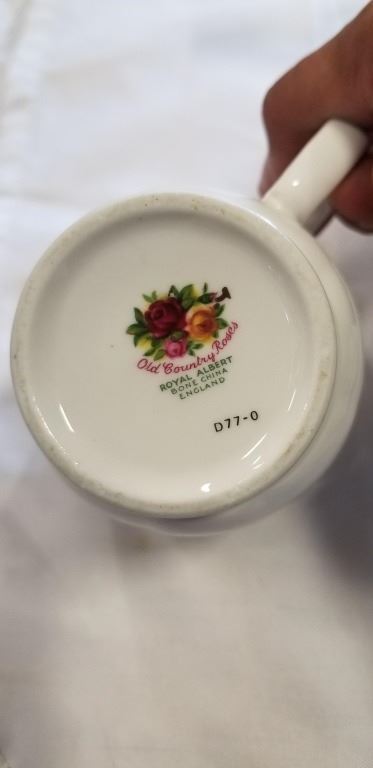 Old Country Roses
ROYAL ALBERT
BONE CHINA
ENGLAND
D77-0